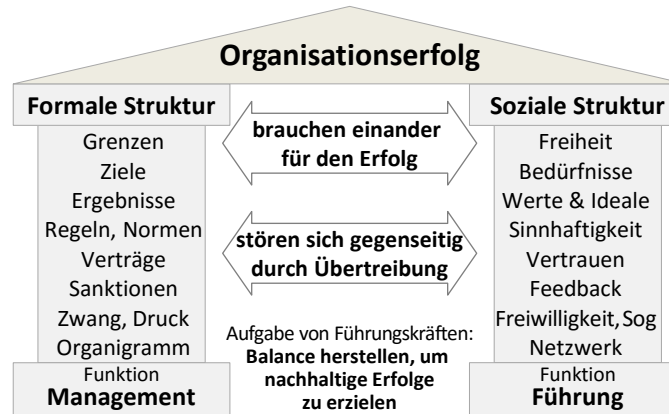 Organisationserfolg
Formale Struktur
Grenzen
Ziele
Ergebnisse
Regeln, Normen
Verträge
Sanktionen
Zwang, Druck
Organigramm
Funktion
Management
brauchen einander
für den Erfolg
stören sich gegenseitig
durch Übertreibung
Aufgabe von Führungskräften:
Balance herstellen, um
nachhaltige Erfolge
zu erzielen
Soziale Struktur
Freiheit
Bedürfnisse
Werte & Ideale
Sinnhaftigkeit
Vertrauen
Feedback
Freiwilligkeit, Sog
Netzwerk
Funktion
Führung